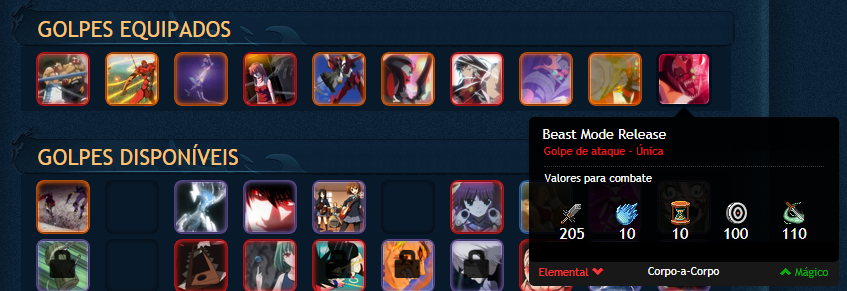 GOLPES EQUIPADOS
Beast Mode Release
Golpe de ataque - Única
GOLPES DISPONÍVEIS
Valores para combate
205 10 10 100 110
Elemental Corpo-a-Corpo Mágico